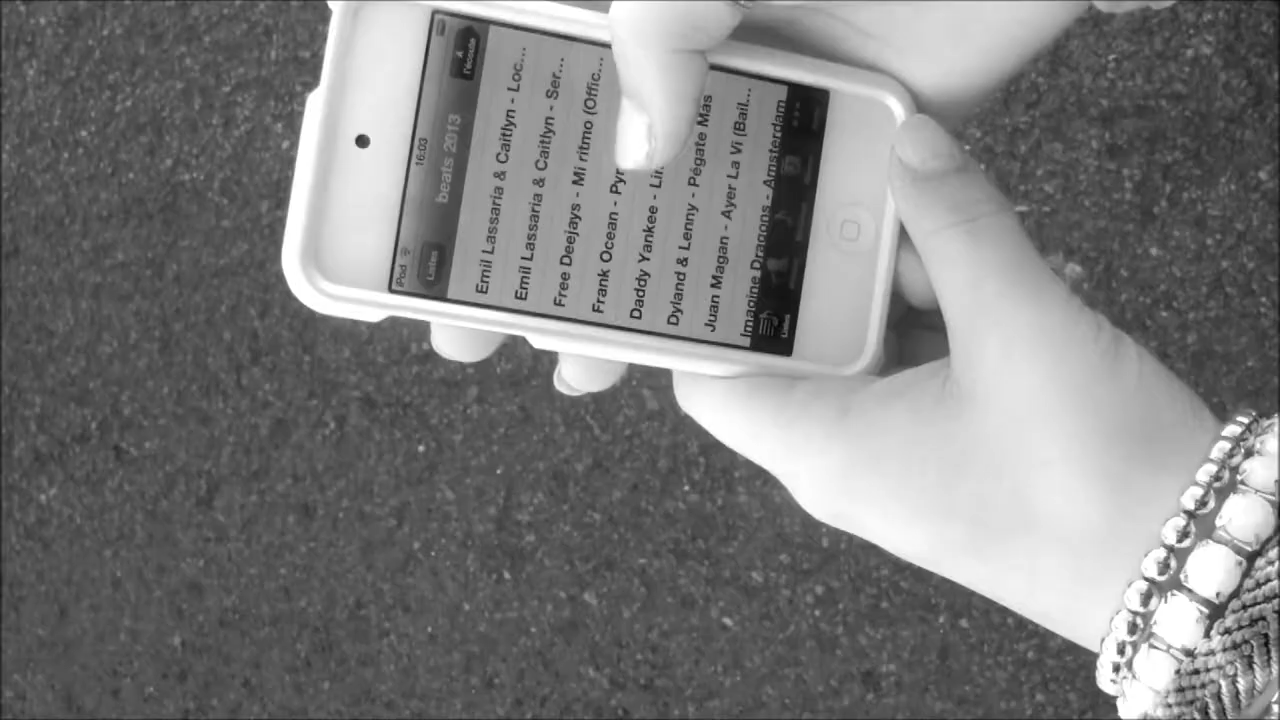 iPod 16:03
Listes beats 2013 À l'écoute
Emil Lassaria & Caitlyn - Loc...
Emil Lassaria & Caitlyn - Ser...
Free Deejays - Mi ritmo (Offic...
Frank Ocean - Pyr
Daddy Yankee -
Dyland & Lenny - Pégate Mas
Juan Magan - Ayer La Vi (Bail...
Imagine Dragons - Amsterdam
Listes